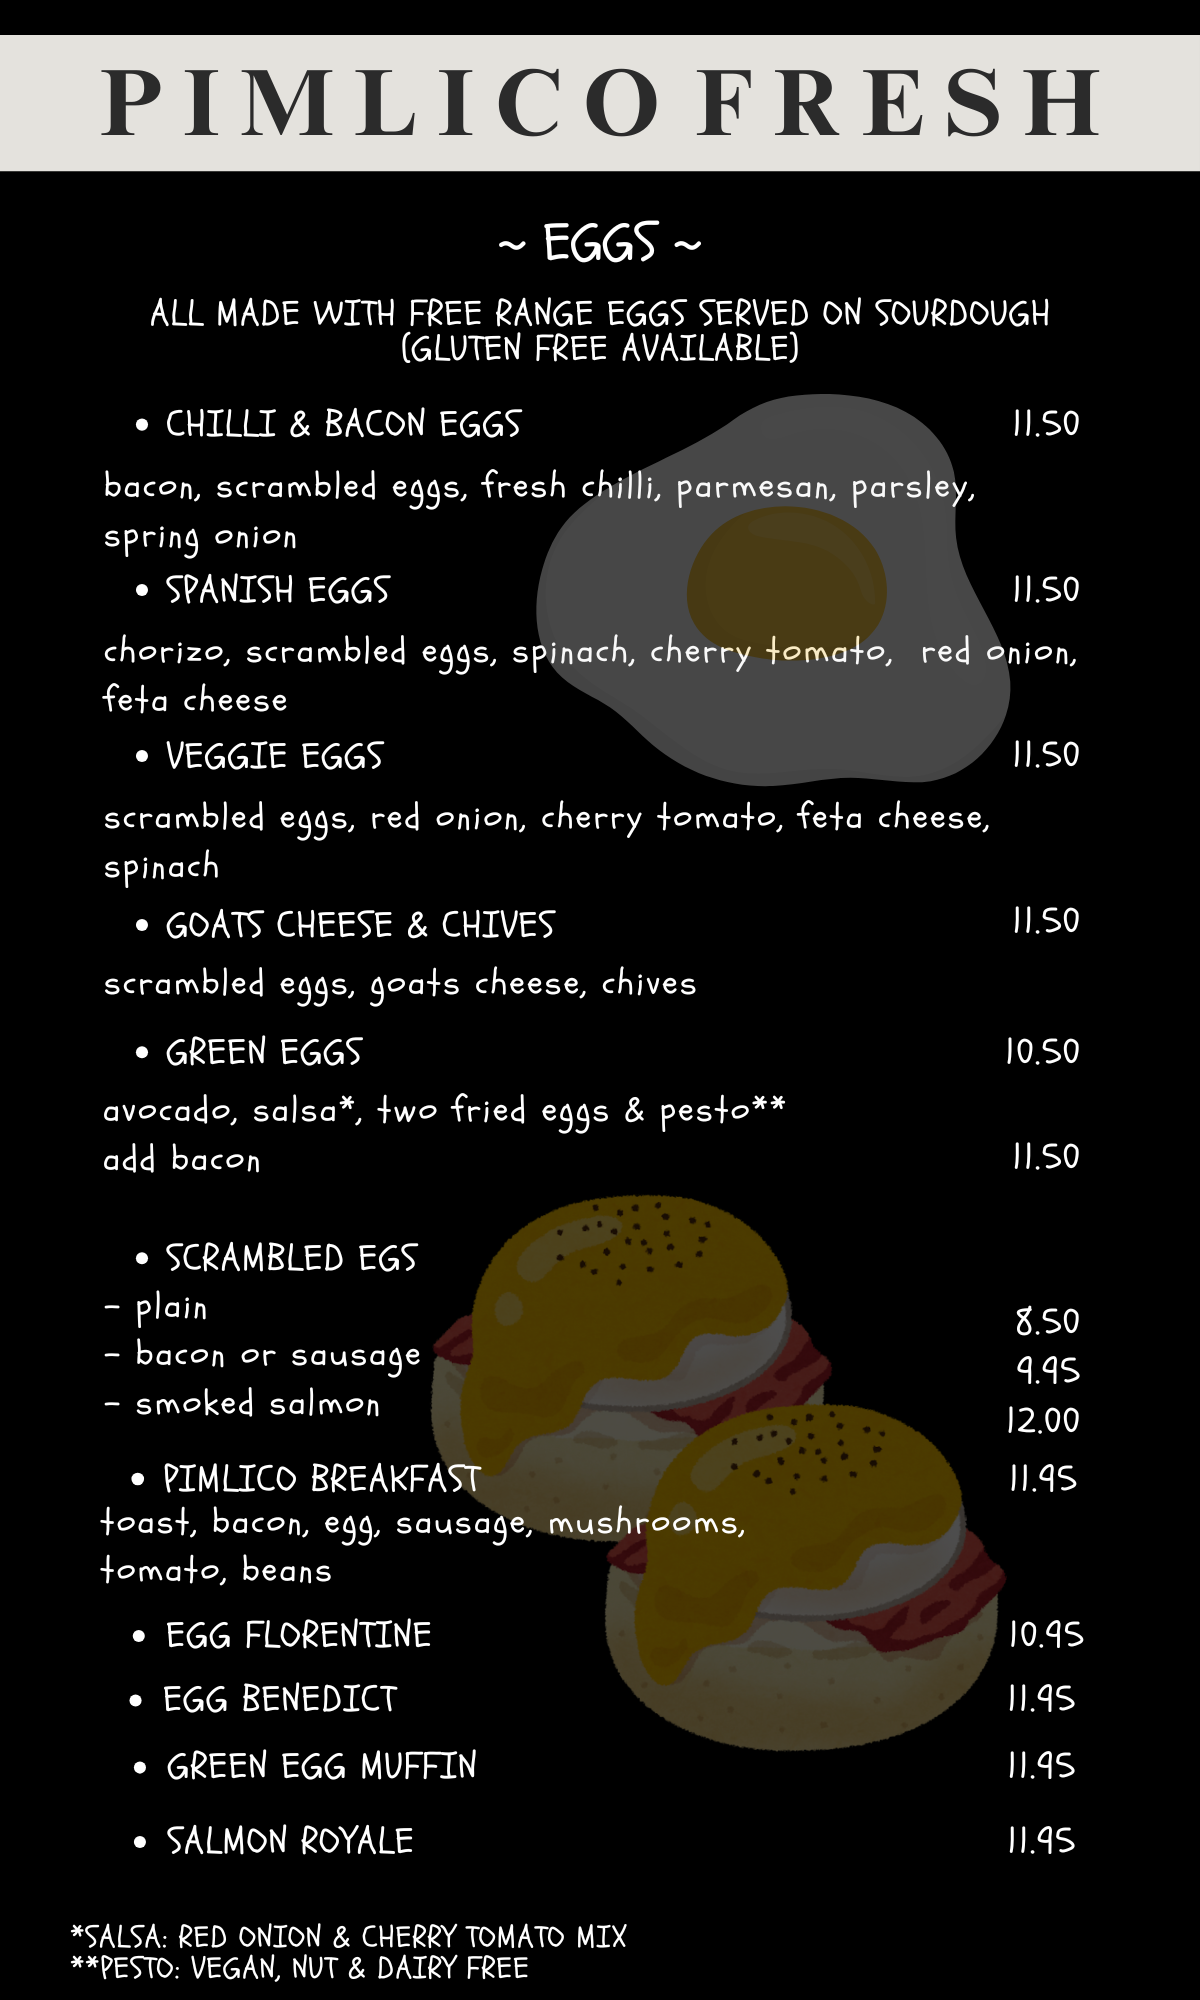 PIMLICO FRESH
~ EGGS ~
ALL MADE WITH FREE RANGE EGGS SERVED ON SOURDOUGH
(GLUTEN FREE AVAILABLE)
• CHILLI & BACON EGGS 11.50
bacon, scrambled eggs, fresh chilli, parmesan, parsley,
spring onion
• SPANISH EGGS 11.50
chorizo, scrambled eggs, spinach, cherry tomato, red onion,
feta cheese
• VEGGIE EGGS 11.50
scrambled eggs, red onion, cherry tomato, feta cheese,
spinach
• GOATS CHEESE & CHIVES 11.50
scrambled eggs, goats cheese, chives
• GREEN EGGS 10.50
avocado, salsa*, two fried eggs & pesto**
add bacon 11.50
• SCRAMBLED EGS
- plain 8.50
- bacon or sausage 9.95
- smoked salmon 12.00
• PIMLICO BREAKFAST 11.95
toast, bacon, egg, sausage, mushrooms,
tomato, beans
• EGG FLORENTINE 10.95
• EGG BENEDICT 11.95
• GREEN EGG MUFFIN 11.95
• SALMON ROYALE 11.95
*SALSA: RED ONION & CHERRY TOMATO MIX
**PESTO: VEGAN, NUT & DAIRY FREE